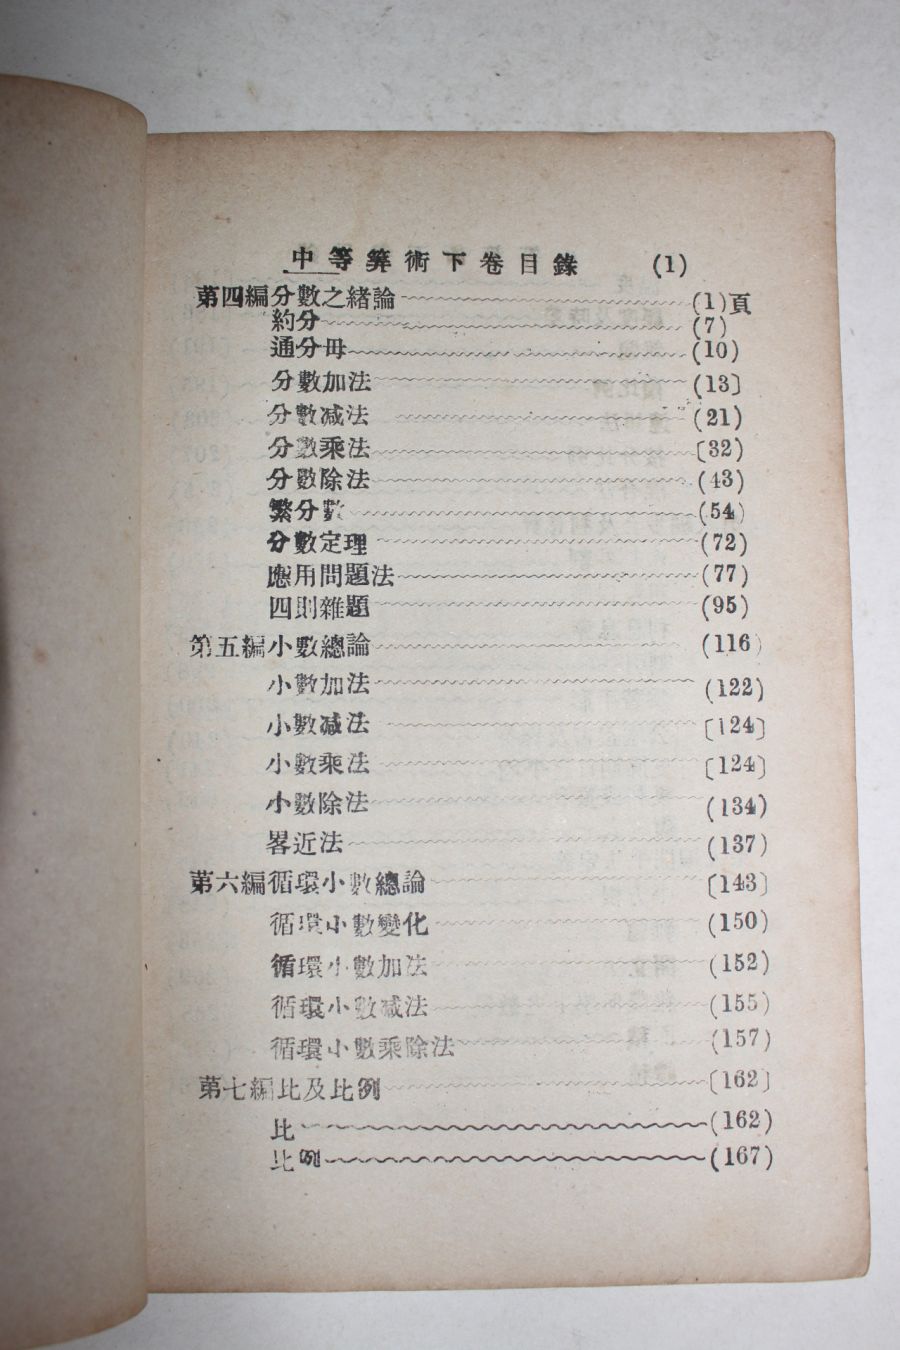 中等筭術下卷目錄 (1)
第四編分數之緒論 (1)頁
約分 (7)
通分母 (10)
分數加法 (13〕
分數减法 (21)
分數乘法 〔32)
分數除法 (43)
繁分數 (54)
分數定理 (72)
應用問題法 (77)
四則雜題 (95)
第五編小數總論 (116)
小數加法 (122)
小數减法 〔124〕
小數乘法 〔124〕
小數除法 (134)
畧近法 (137)
第六編循環小數總論 〔143〕
循環小數變化 (150)
循環小數加法 (152)
循環小數减法 (155)
循環小數乘除法 (157)
第七編比及比例 〔162〕
比 (162)
比例 (167)